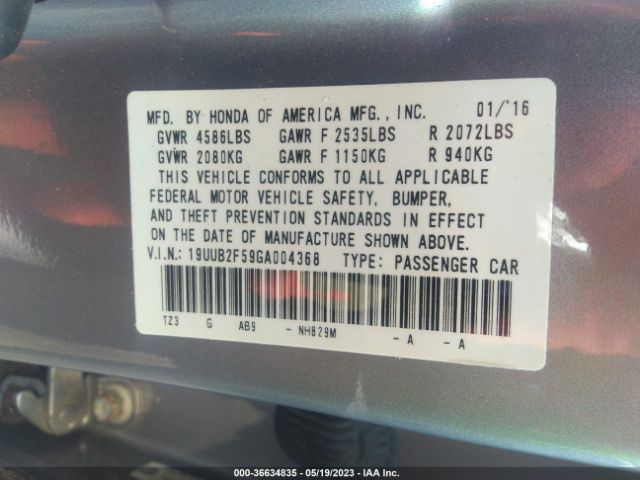 MFD. BY HONDA OF AMERICA MFG., INC. 01/'16
GVWR 4586LBS GAWR F 2535LBS R 2072LBS
GVWR 2080KG GAWR F 1150KG R 940KG
THIS VEHICLE CONFORMS TO ALL APPLICABLE
FEDERAL MOTOR VEHICLE SAFETY, BUMPER,
AND THEFT PREVENTION STANDARDS IN EFFECT
ON THE DATE OF MANUFACTURE SHOWN ABOVE.
V.I.N.: 19UUB2F59GA004368 TYPE: PASSENGER CAR
TZ3 G AB9 - NH829M - A - A
000-36634835 - 05/19/2023 - IAA Inc.